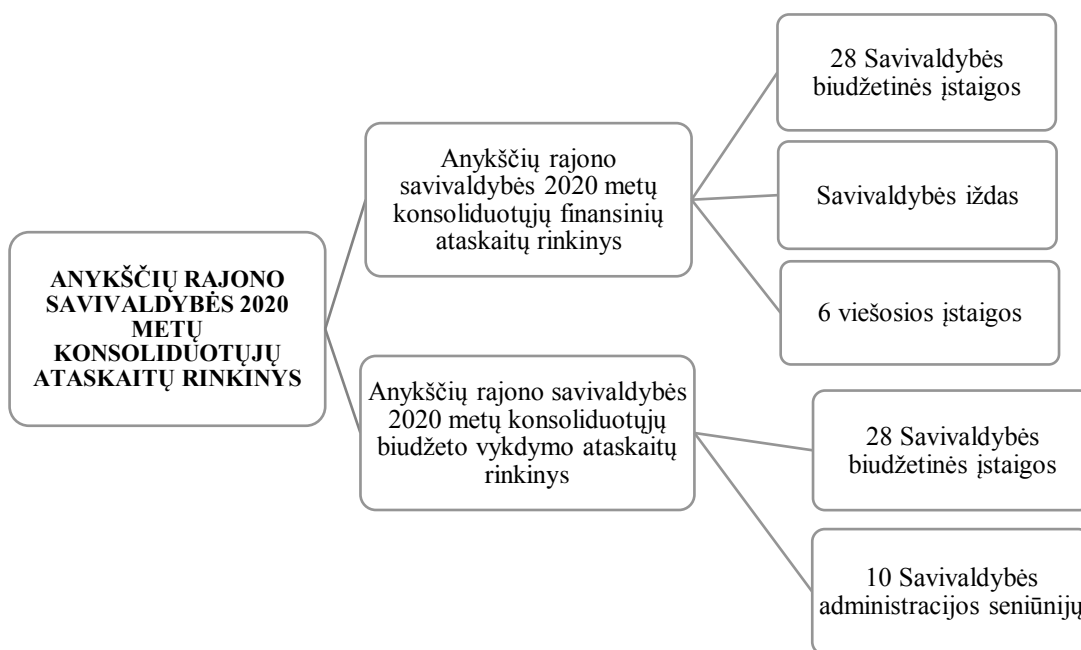 ANYKŠČIŲ RAJONO
SAVIVALDYBĖS 2020
METŲ
KONSOLIDUOTŲJŲ
ATASKAITŲ RINKINYS
Anykščių rajono
savivaldybės 2020 metų
konsoliduotųjų finansinių
ataskaitų rinkinys
28 Savivaldybės
biudžetinės įstaigos
Savivaldybės iždas
6 viešosios įstaigos
Anykščių rajono savivaldybės
2020 metų konsoliduotųjų
biudžeto vykdymo ataskaitų
rinkinys
28 Savivaldybės
biudžetinės įstaigos
10 Savivaldybės
administracijos seniūnijų